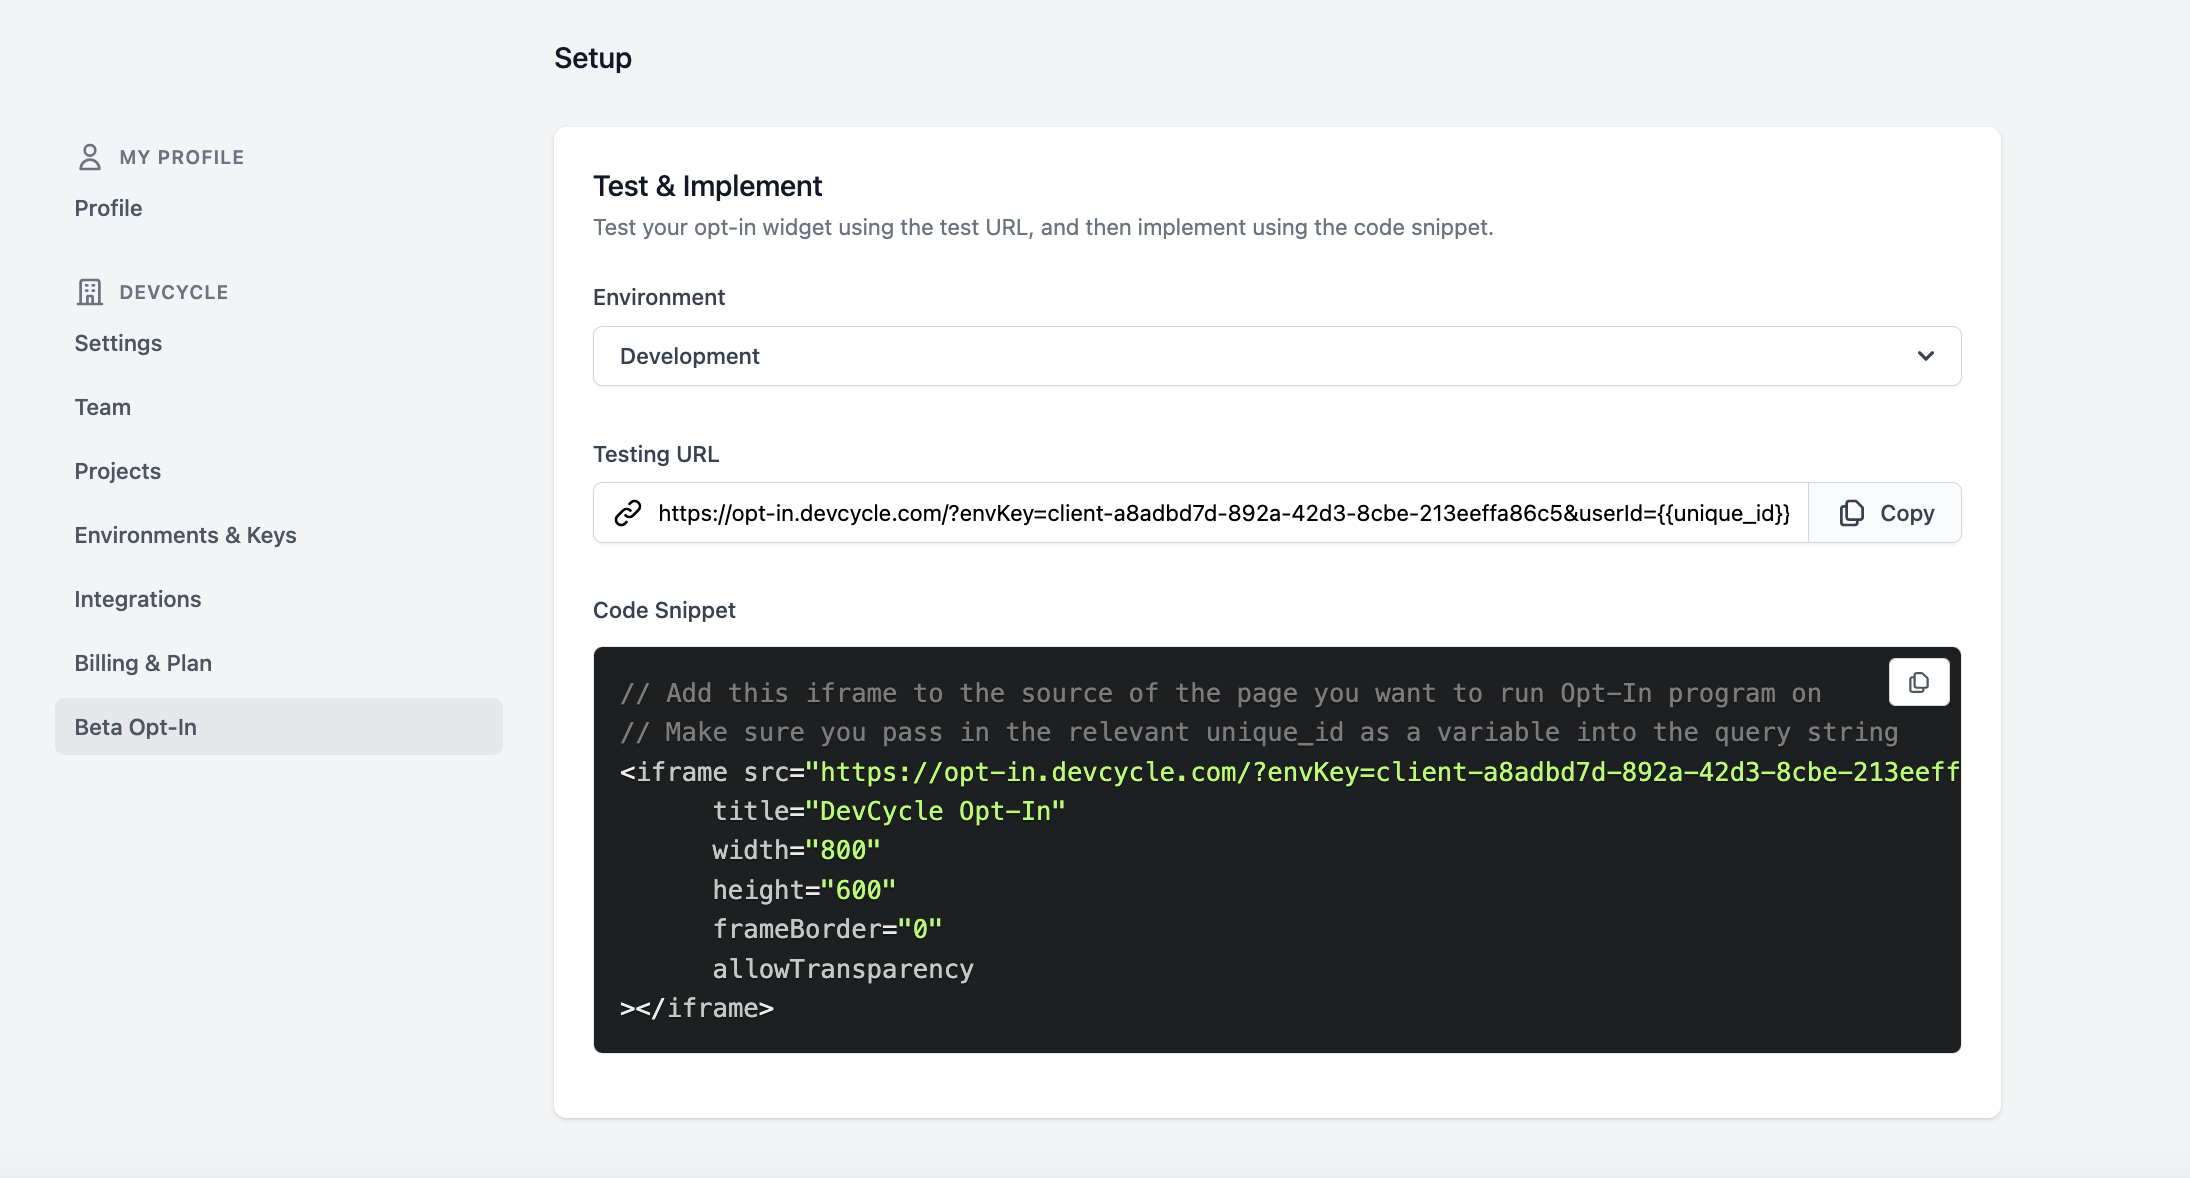 Setup
MY PROFILE
Profile
DEVCYCLE
Settings
Team
Projects
Environments & Keys
Integrations
Billing & Plan
Beta Opt-In
Test & Implement
Test your opt-in widget using the test URL, and then implement using the code snippet.
Environment
Development
Testing URL
https://opt-in.devcycle.com/?envKey=client-a8adbd7d-892a-42d3-8cbe-213eeffa86c5&userId={{unique_id}}
Copy
Code Snippet
// Add this iframe to the source of the page you want to run Opt-In program on
// Make sure you pass in the relevant unique_id as a variable into the query string
<iframe src="https://opt-in.devcycle.com/?envKey=client-a8adbd7d-892a-42d3-8cbe-213eeff
title="DevCycle Opt-In"
width="800"
height="600"
frameBorder="0"
allowTransparency
></iframe>